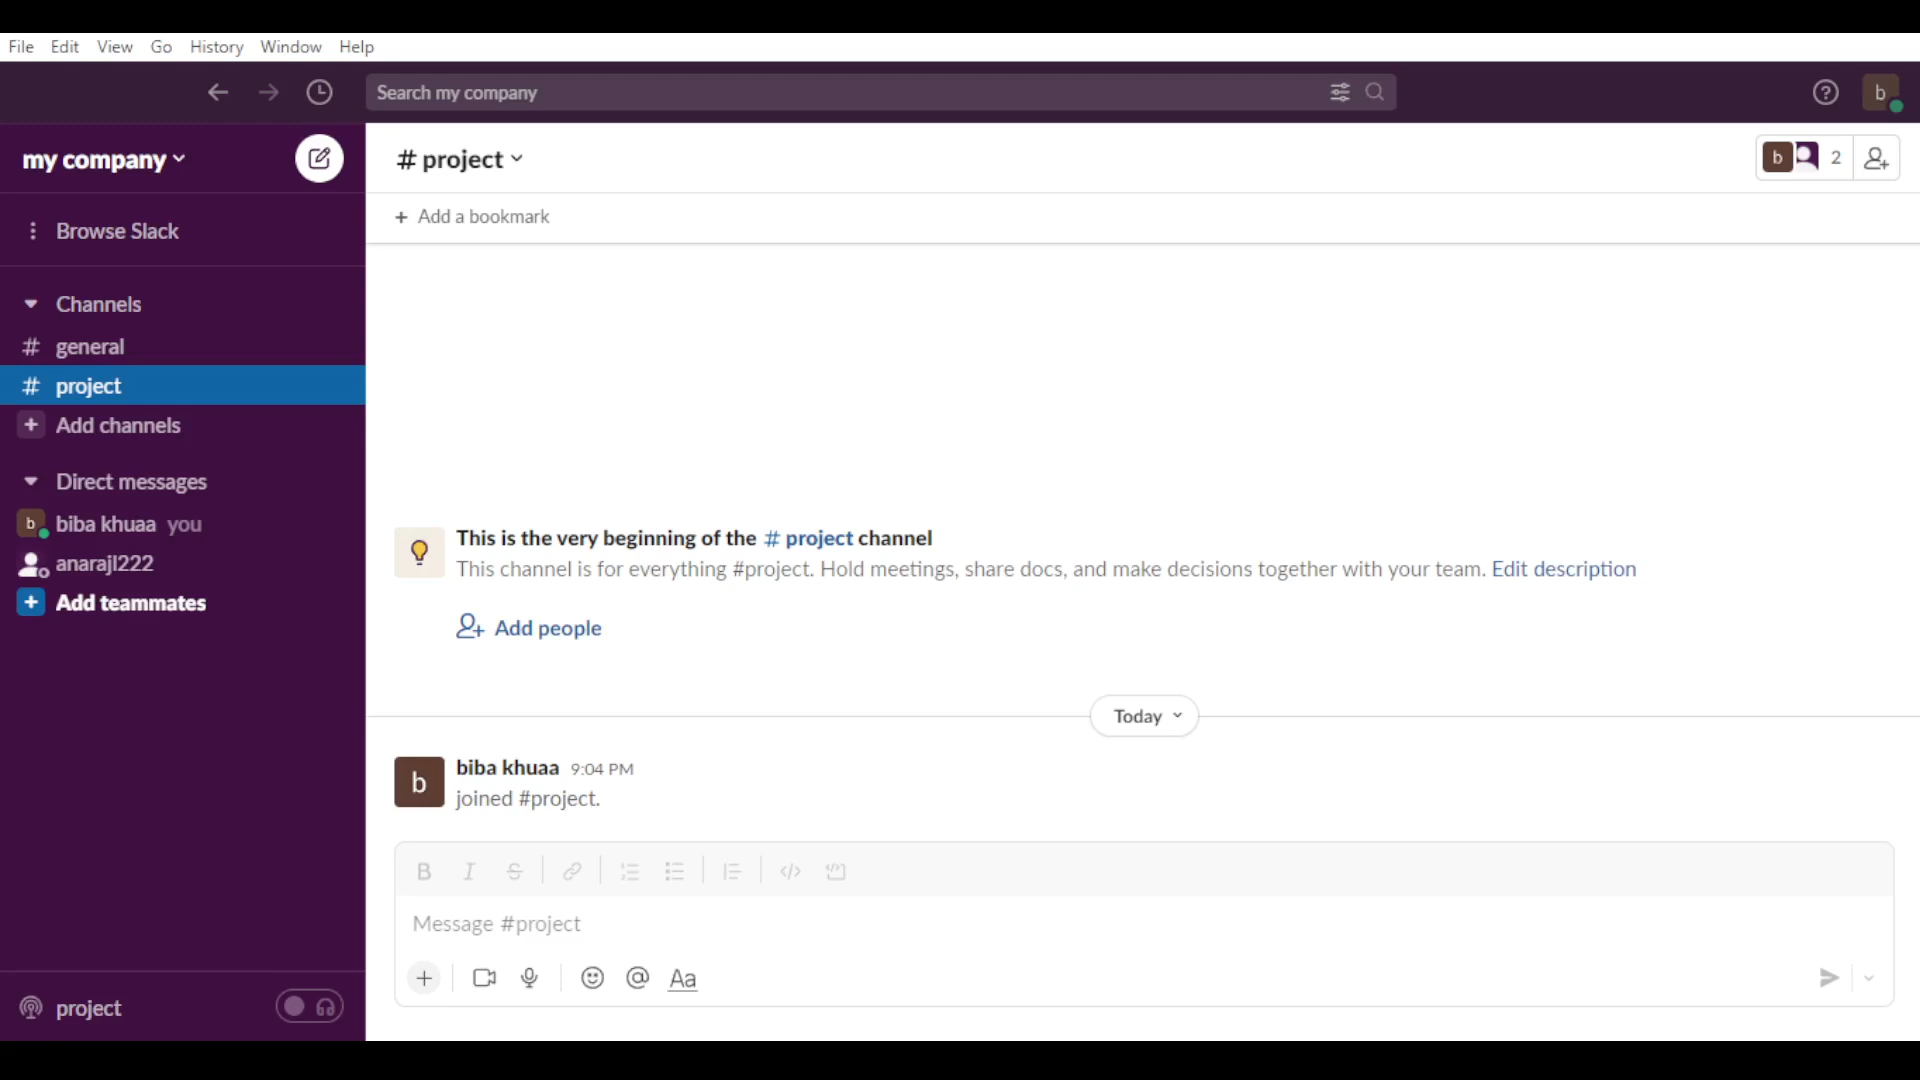 File Edit View Go History Window Help
Search my company
b
my company
# project
b 2
Browse Slack
+ Add a bookmark
Channels
# general
# project
+ Add channels
Direct messages
b biba khuaa you
anarajl222
+ Add teammates
This is the very beginning of the # project channel
This channel is for everything #project. Hold meetings, share docs, and make decisions together with your team. Edit description
Add people
Today
b
biba khuaa 9:04 PM
joined #project.
B I S
Message #project
+ @ Aa
project